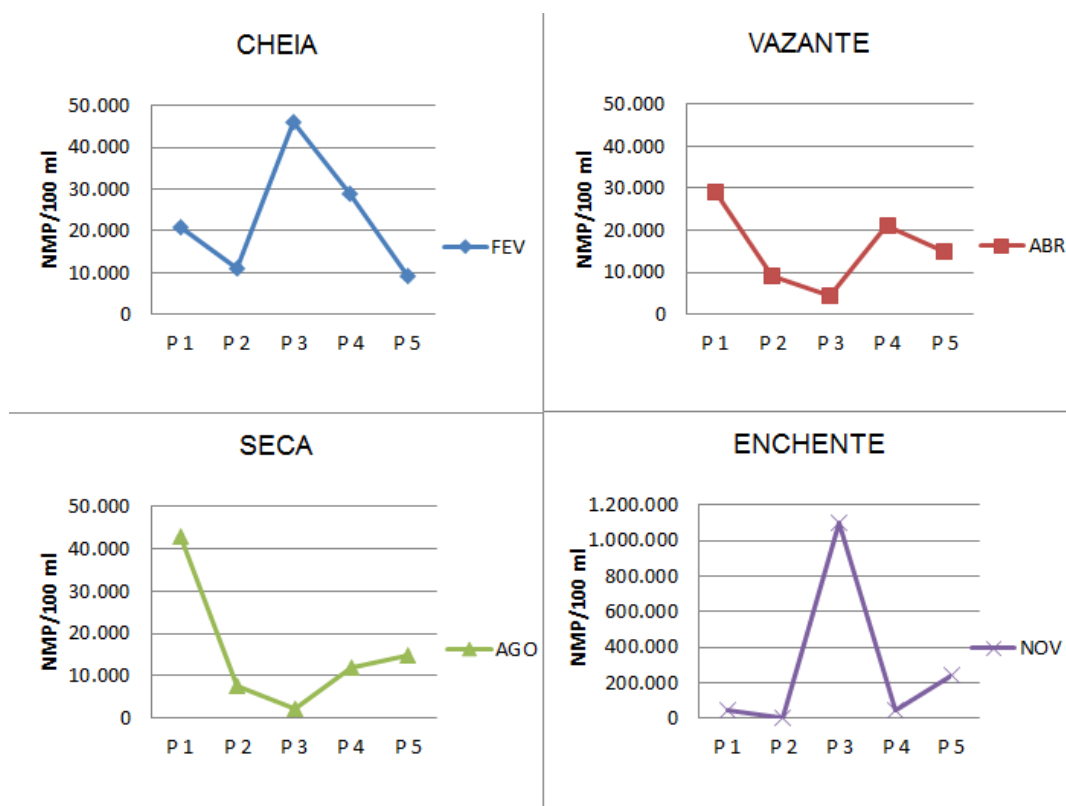 CHEIA
NMP/100 ml
50.000
40.000
30.000
20.000
10.000
0
P 1 P 2 P 3 P 4 P 5
FEV
VAZANTE
NMP/100 ml
50.000
40.000
30.000
20.000
10.000
0
P 1 P 2 P 3 P 4 P 5
ABR
SECA
NMP/100 ml
50.000
40.000
30.000
20.000
10.000
0
P 1 P 2 P 3 P 4 P 5
AGO
ENCHENTE
NMP/100 ml
1.200.000
1.000.000
800.000
600.000
400.000
200.000
0
P 1 P 2 P 3 P 4 P 5
NOV